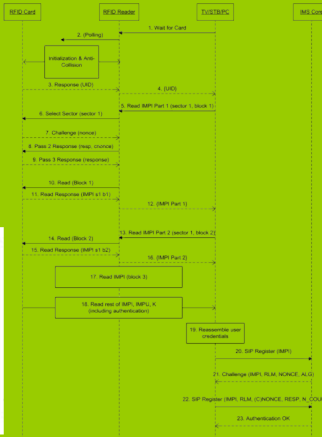 RFID Card
RFID Reader
TV/STB/PC
IMS Cor
1. Wait for Card
2. (Polling)
Initialization & Anti-
Collission
3. Response (UID)
4. (UID)
5. Read IMPI Part 1 (sector 1, block 1)
6. Select Sector (sector 1)
7. Challenge (nonce)
8. Pass 2 Response (resp, cnonce)
9. Pass 3 Response (response)
10. Read (Block 1)
11. Read Response (IMPI s1 b1)
12. (IMPI Part 1)
13. Read IMPI Part 2 (sector 1, block 2)
14. Read (Block 2)
15. Read Response (IMPI s1 b2)
16. (IMPI Part 2)
17. Read IMPI (block 3)
18. Read rest of IMPI, IMPU, K
(including authentication)
19. Reassemble user
credentials
20. SIP Register (IMPI)
21. Challenge (IMPI, RLM, NONCE, ALG)
22. SIP Register (IMPI, RLM, (C)NONCE, RESP, N_COU
23. Authentication OK